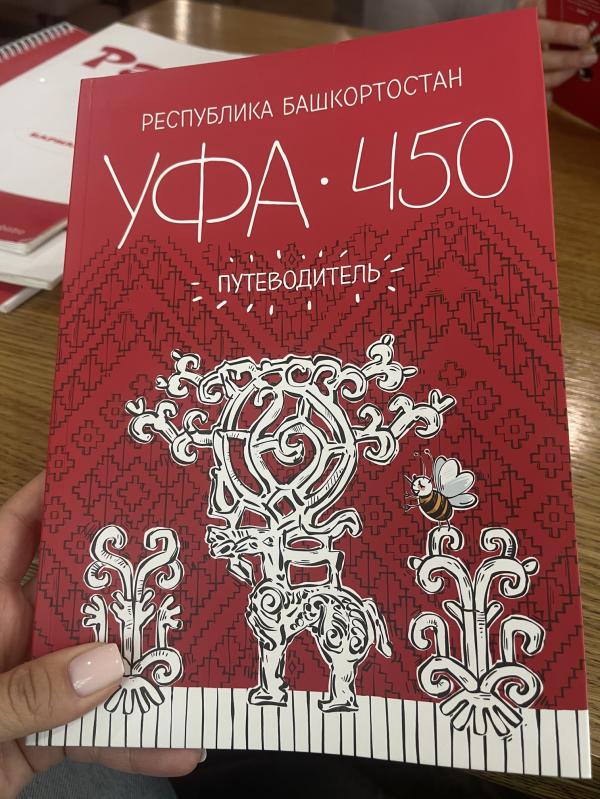 РЕСПУБЛИКА БАШКОРТОСТАН
УФА · 450
ПУТЕВОДИТЕЛЬ